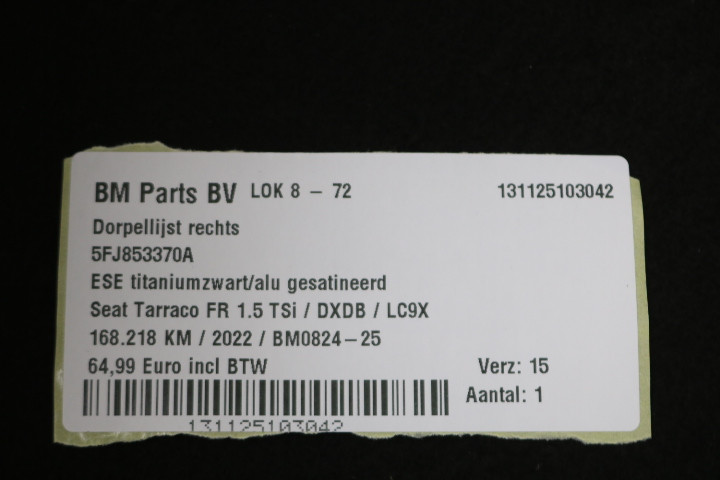 BM Parts BV LOK 8 - 72 131125103042
Dorpellijst rechts
5FJ853370A
ESE titaniumzwart/alu gesatineerd
Seat Tarraco FR 1.5 TSi / DXDB / LC9X
168.218 KM / 2022 / BM0824-25
64,99 Euro incl BTW Verz: 15
Aantal: 1
131125103042